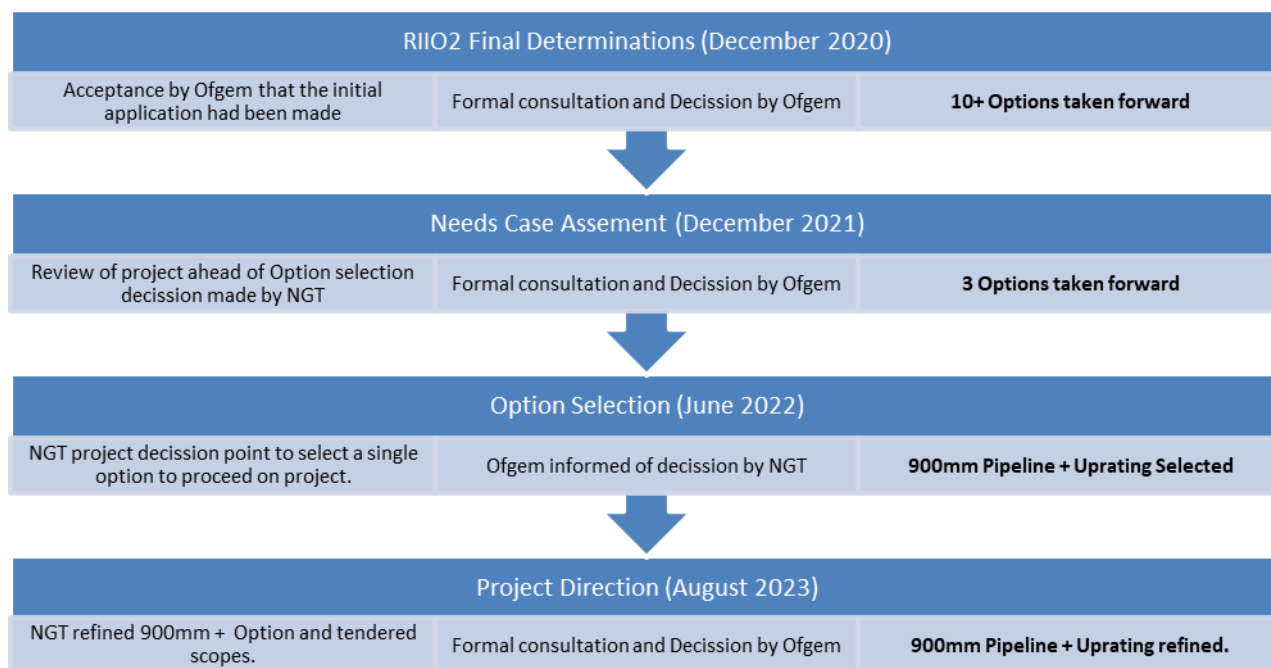 RIIO2 Final Determinations (December 2020)
Acceptance by Ofgem that the initial
application had been made
Formal consultation and Decission by Ofgem
10+ Options taken forward
Needs Case Assement (December 2021)
Review of project ahead of Option selection
decission made by NGT
Formal consultation and Decission by Ofgem
3 Options taken forward
Option Selection (June 2022)
NGT project decission point to select a single
option to proceed on project.
Ofgem informed of decission by NGT
900mm Pipeline + Uprating Selected
Project Direction (August 2023)
NGT refined 900mm + Option and tendered
scopes.
Formal consultation and Decission by Ofgem
900mm Pipeline + Uprating refined.